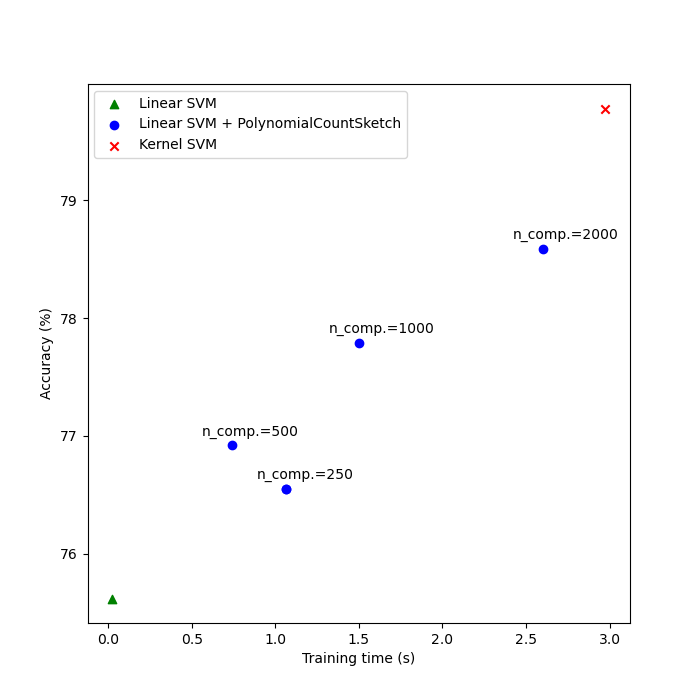 Linear SVM
Linear SVM + PolynomialCountSketch
Kernel SVM
79
n_comp.=2000
78
n_comp.=1000
Accuracy (%)
77
n_comp.=500
n_comp.=250
76
0.0 0.5 1.0 1.5 2.0 2.5 3.0
Training time (s)